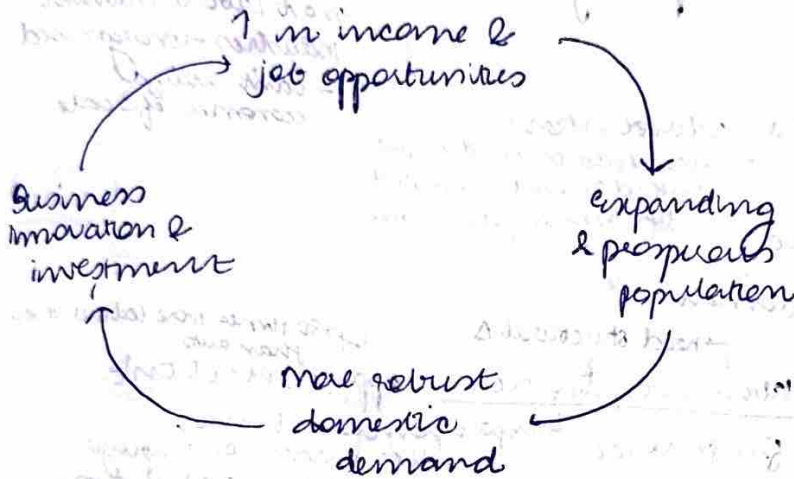 ↑ in income &
job opportunities
expanding
& prosperous
population
More robust
domestic
demand
Business
innovation &
investment